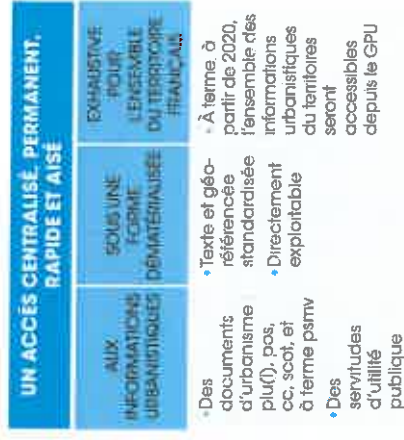 UN ACCÈS CENTRALISÉ, PERMANENT,
RAPIDE ET AISÉ
AUX
INFORMATIONS
URBANISTIQUES
SOUS UNE
FORME
DÉMATÉRIALISÉE
EXHAUSTIVE
POUR
L'ENSEMBLE
DU TERRITOIRE
FRANÇAIS
• Des
documents
d'urbanisme
plu(i), pos,
cc, scot, et
à terme psmv
• Des
servitudes
d'utilité
publique
• Texte et géo-
référencée
standardisée
• Directement
exploitable
• À terme, à
partir de 2020,
l'ensemble des
informations
urbanistiques
du territoires
seront
accessibles
depuis le GPU